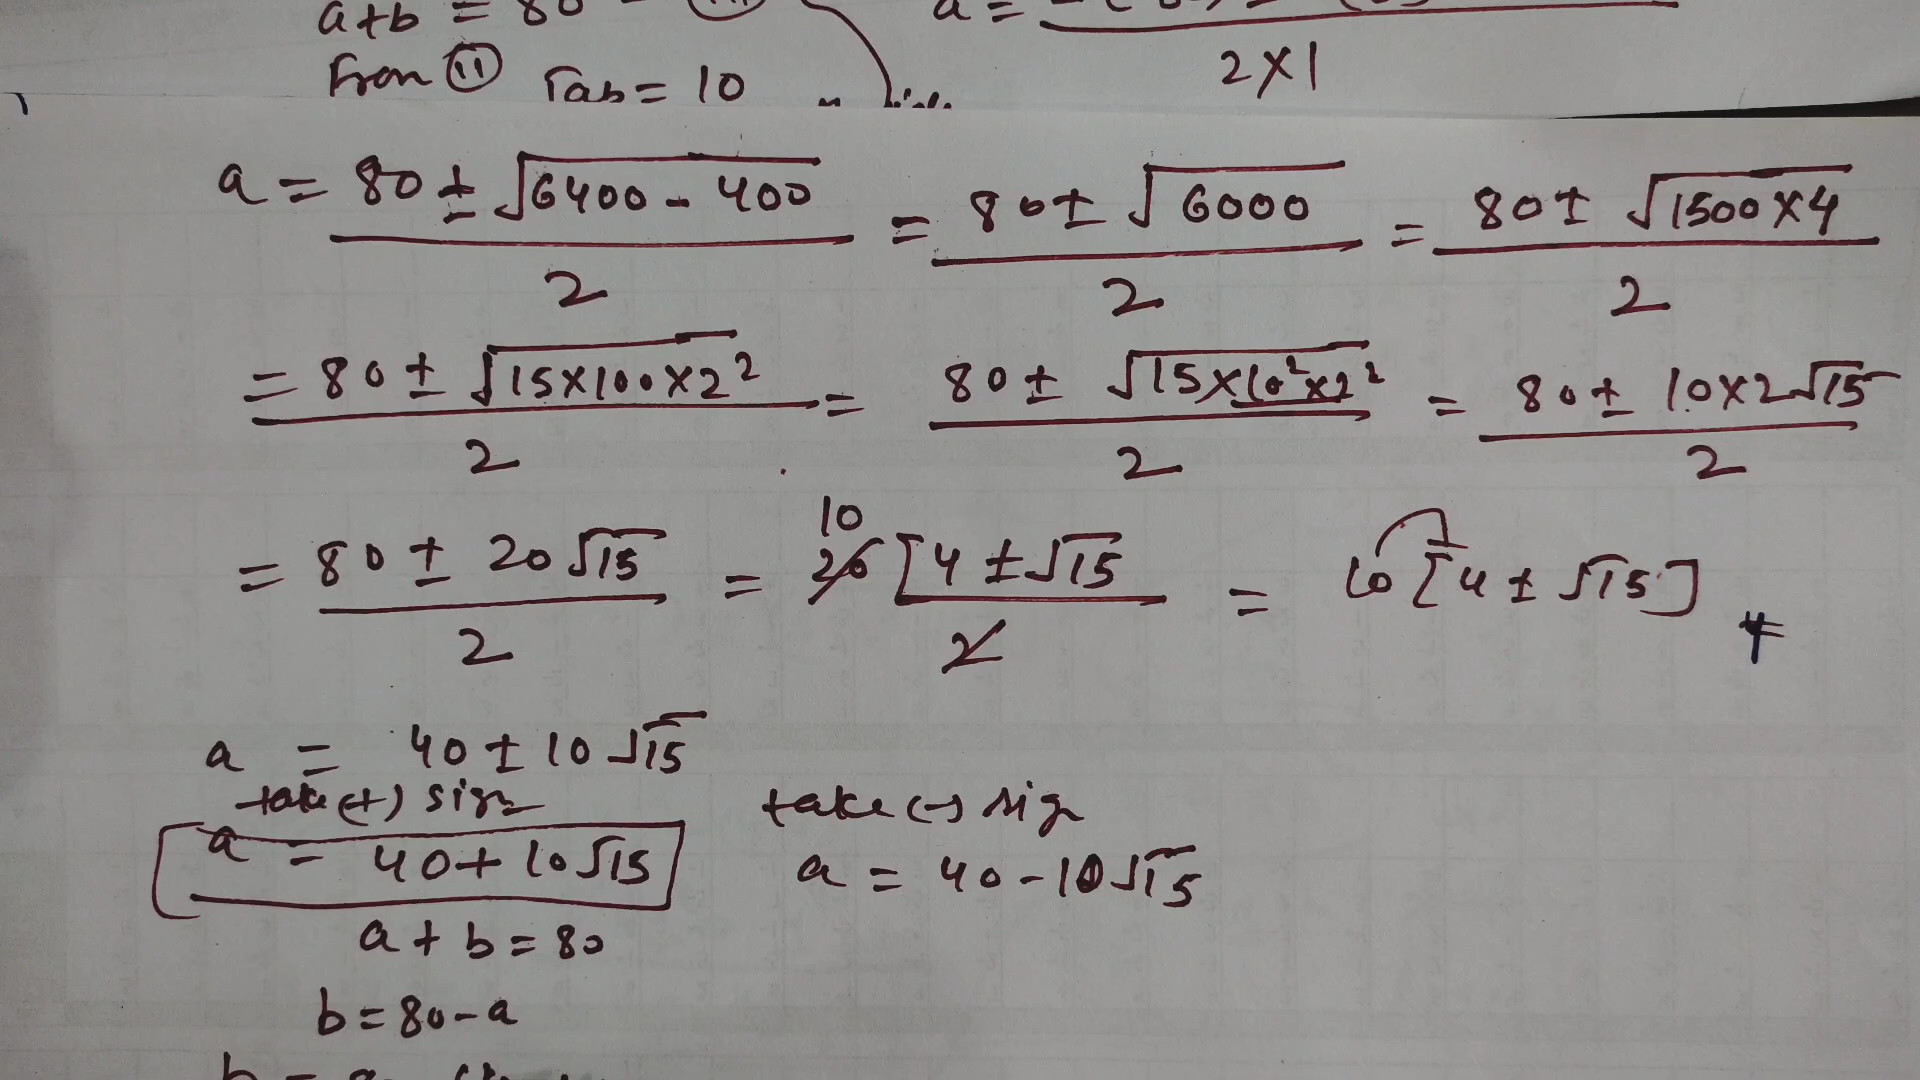 a+b = 80
a =
2×1
From (ii) √ab = 10
a = 80 ± √6400 - 400 / 2 = 80 ± √6000 / 2 = 80 ± √1500×4 / 2
= 80 ± √15×100×2² / 2 = 80 ± √15×10²×2² / 2 = 80 ± 10×2√15 / 2
= 80 ± 20√15 / 2 = 10 20 [4 ± √15 / 2 = 10 [4 ± √15]
a = 40 ± 10√15
take (+) sign take (-) sign
a = 40 + 10√15 a = 40 - 10√15
a + b = 80
b = 80 - a